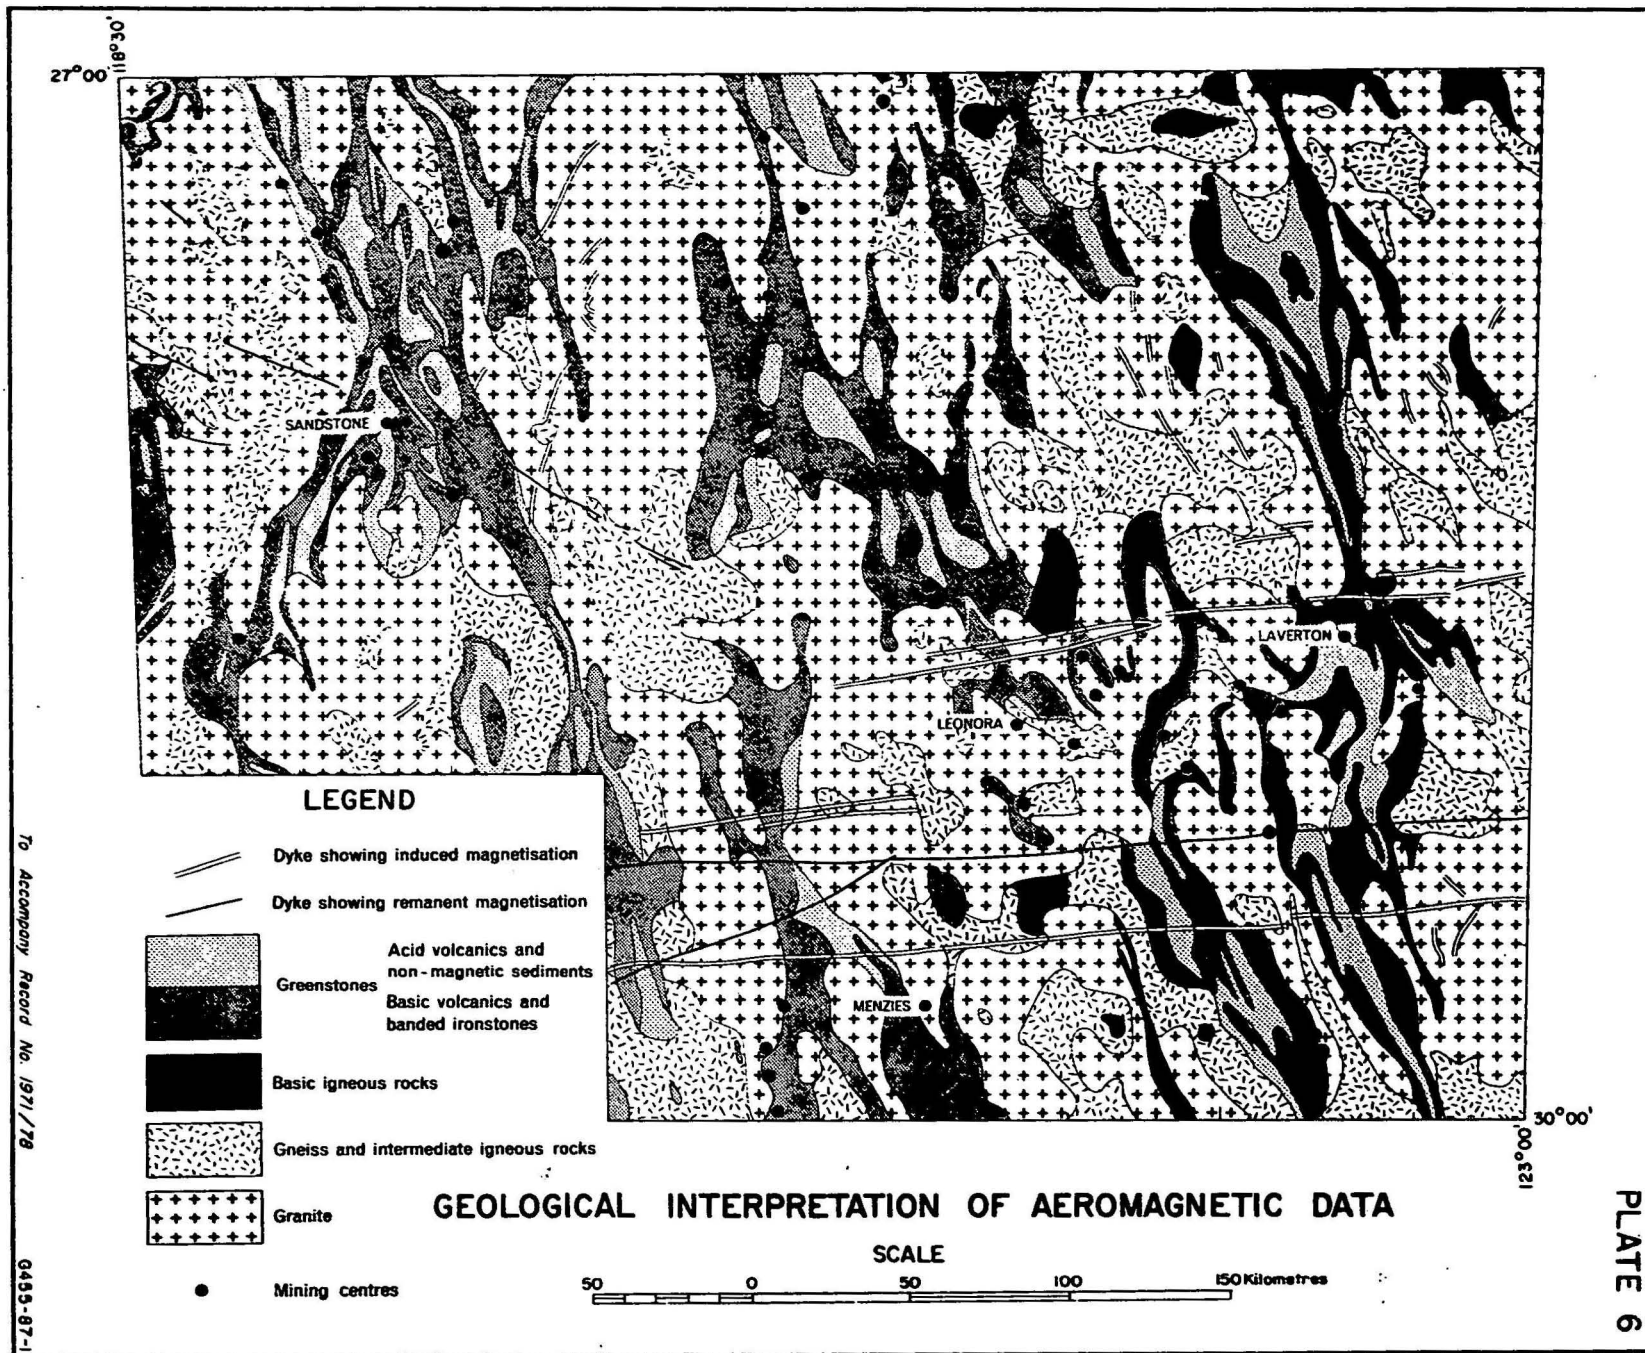 118°30'
27°00'
SANDSTONE
LAVERTON
LEONORA
MENZIES
LEGEND
Dyke showing induced magnetisation
Dyke showing remanent magnetisation
Greenstones
Acid volcanics and
non-magnetic sediments
Basic volcanics and
banded ironstones
Basic igneous rocks
Gneiss and intermediate igneous rocks
Granite
Mining centres
30°00'
123°00'
GEOLOGICAL INTERPRETATION OF AEROMAGNETIC DATA
SCALE
50 0 50 100 150 Kilometres
To Accompany Record No. 1971/78
G455-87-1
PLATE 6